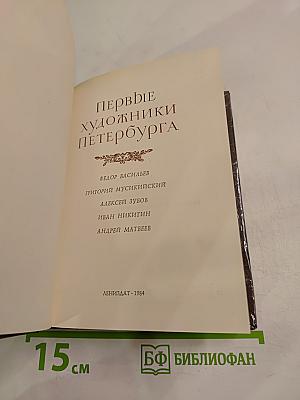 ПЕРВЫЕ
ХУДОЖНИКИ
ПЕТЕРБУРГА
ФЕДОР ВАСИЛЬЕВ
ГРИГОРИЙ МУСИКИЙСКИЙ
АЛЕКСЕЙ ЗУБОВ
ИВАН НИКИТИН
АНДРЕЙ МАТВЕЕВ
ЛЕНИЗДАТ—1984
15 см
БФ БИБЛИОФАН